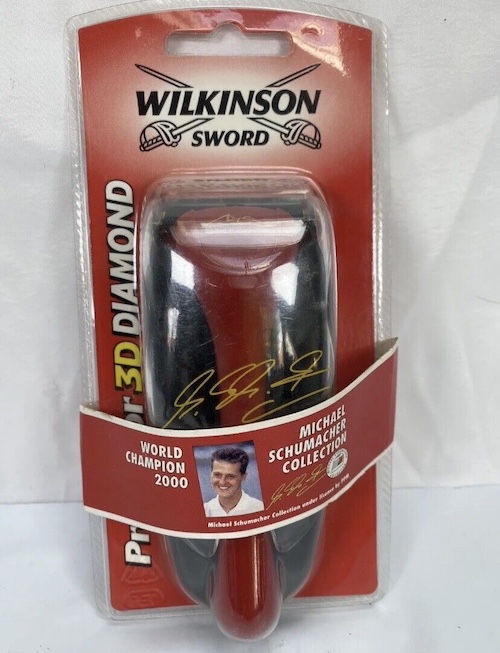 WILKINSON
SWORD
3D DIAMOND
WORLD
CHAMPION
2000
MICHAEL
SCHUMACHER
COLLECTION
Michael Schumacher Collection under licence by